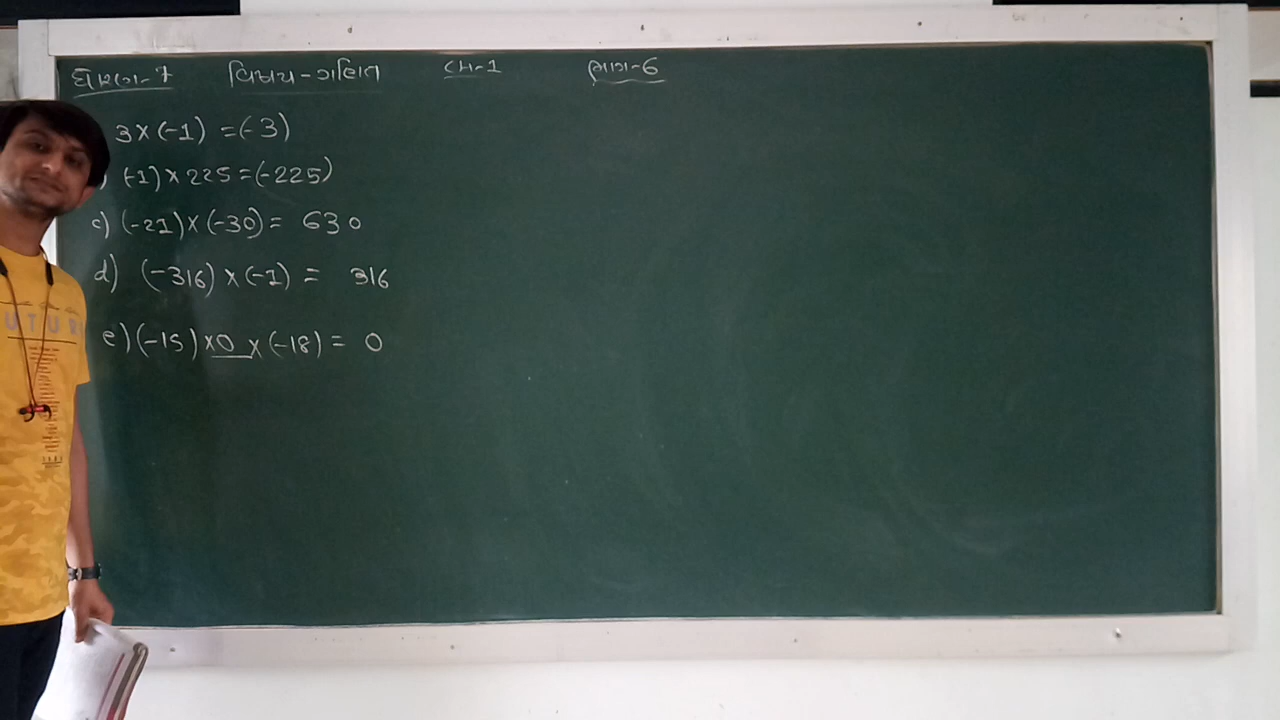 ધોરણ-7 વિષય-ગણિત ch-1 ભાગ-6
3×(-1) =(-3)
) (-1)×225=(-225)
c) (-21)×(-30)= 630
d) (-316)×(-1) = 316
e)(-15)×0×(-18)= 0
UTUR